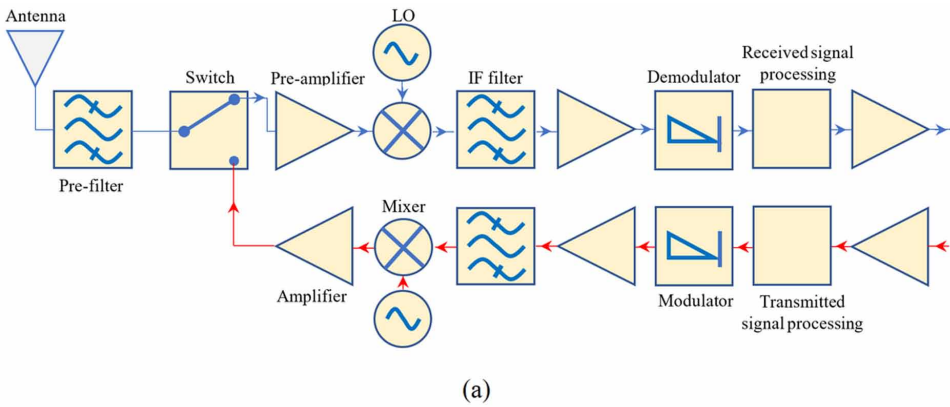 Antenna
LO
Switch
Pre-amplifier
IF filter
Demodulator
Received signal
processing
Pre-filter
Mixer
Amplifier
Modulator
Transmitted
signal processing
(a)